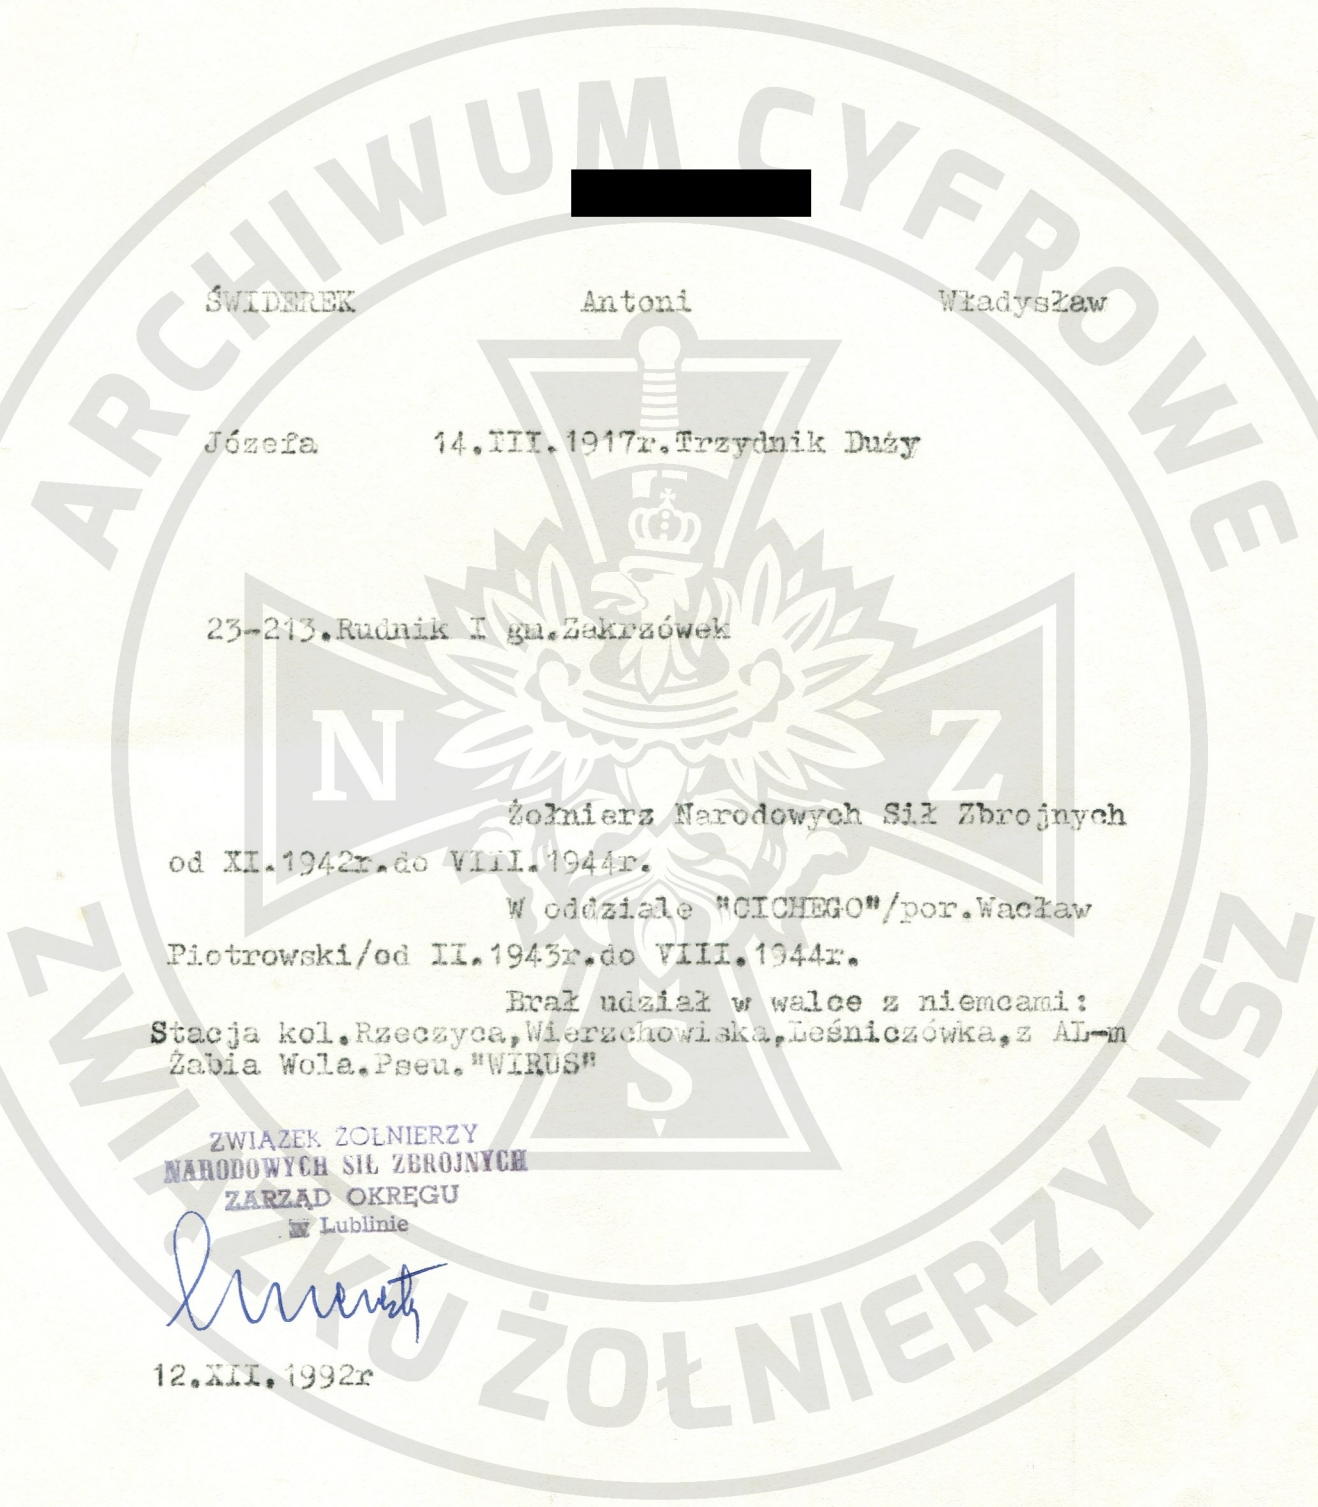 ARCHIWUM CYFROWE
ŚWIDEREK Antoni Władysław
Józefa 14.III.1917r.Trzydnik Duży
23-213.Rudnik I gm.Zakrzówek
N Z
Żołnierz Narodowych Sił Zbrojnych
od XI.1942r.do VIII.1944r.
W oddziale "CICHEGO"/por.Wacław
Piotrowski/od II.1943r.do VIII.1944r.
Brał udział w walce z niemcami:
Stacja kol.Rzeczyca,Wierzchowiska,Leśniczówka,z AL-m
Żabia Wola.Pseu."WIRUS"
S
ZWIĄZEK ŻOŁNIERZY
NARODOWYCH SIŁ ZBROJNYCH
ZARZĄD OKRĘGU
w Lublinie
12.XII.1992r
ZWIĄZKU ŻOŁNIERZY NSZ